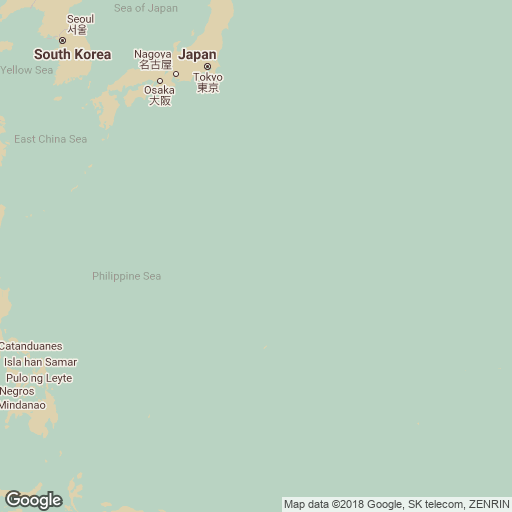 Sea of Japan
Seoul
서울
South Korea
Nagoya
名古屋
Japan
Yellow Sea
Tokyo
東京
Osaka
大阪
East China Sea
Philippine Sea
Catanduanes
Isla han Samar
Pulo ng Leyte
Negros
Mindanao
Google
Map data ©2018 Google, SK telecom, ZENRIN